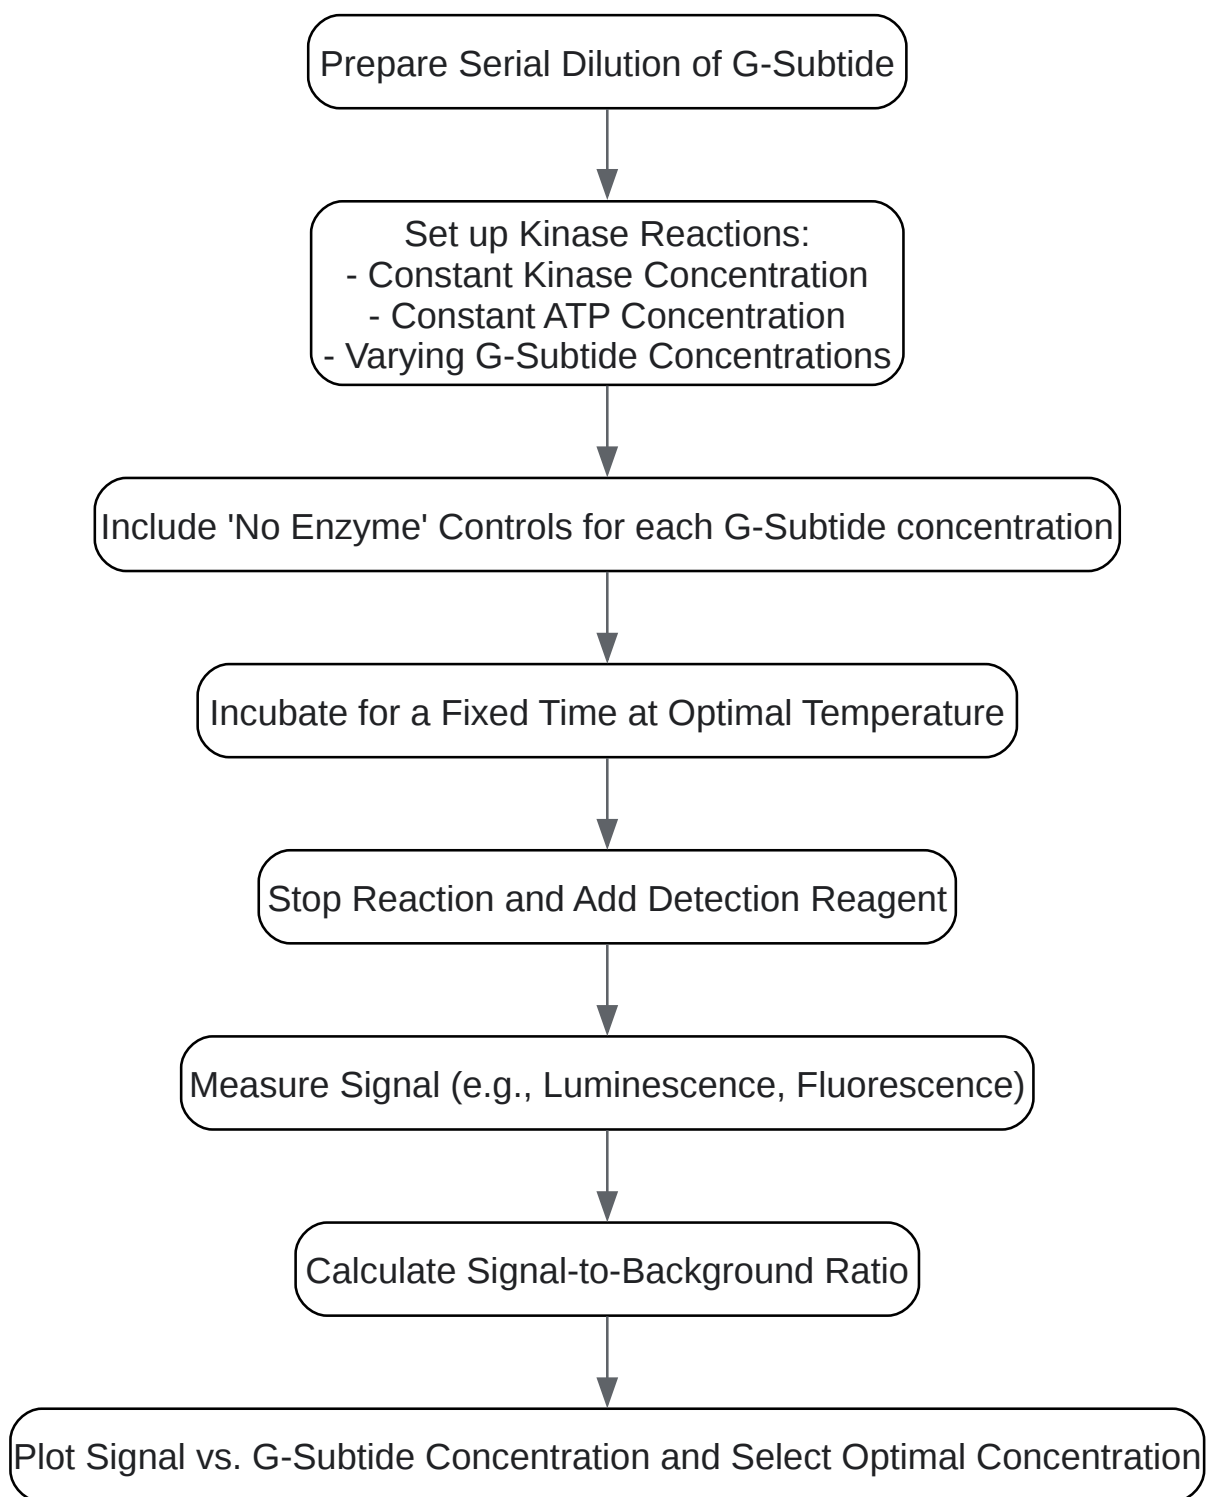 Prepare Serial Dilution of G-Subtide
Set up Kinase Reactions:
- Constant Kinase Concentration
- Constant ATP Concentration
- Varying G-Subtide Concentrations
Include 'No Enzyme' Controls for each G-Subtide concentration
Incubate for a Fixed Time at Optimal Temperature
Stop Reaction and Add Detection Reagent
Measure Signal (e.g., Luminescence, Fluorescence)
Calculate Signal-to-Background Ratio
Plot Signal vs. G-Subtide Concentration and Select Optimal Concentration